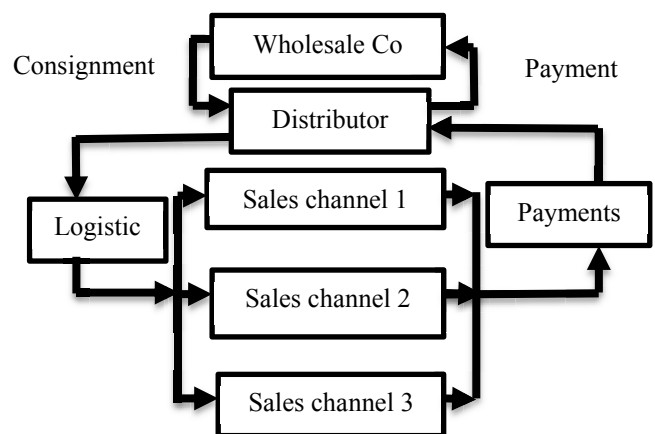 Wholesale Co
Consignment
Payment
Distributor
Sales channel 1
Logistic
Payments
Sales channel 2
Sales channel 3